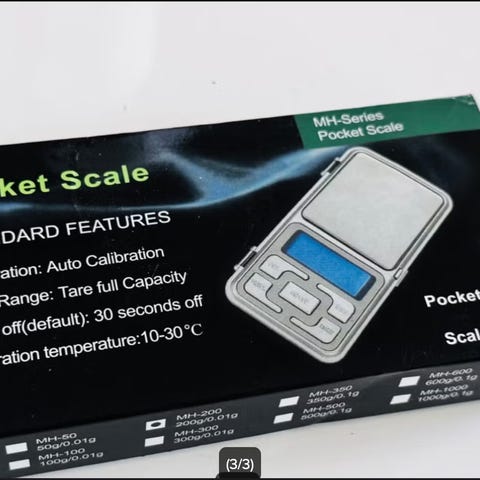 MH-Series
Pocket Scale
ket Scale
DARD FEATURES
ation: Auto Calibration
Range: Tare full Capacity
off(default): 30 seconds off
ration temperature:10-30℃
Pocket
Scal
MH-50
50g/0.01g
MH-100
100g/0.01g
MH-200
200g/0.01g
MH-300
300g/0.01g
MH-350
350g/0.1g
MH-500
500g/0.1g
MH-600
600g/0.1g
MH-1000
1000g/0.1g
(3/3)